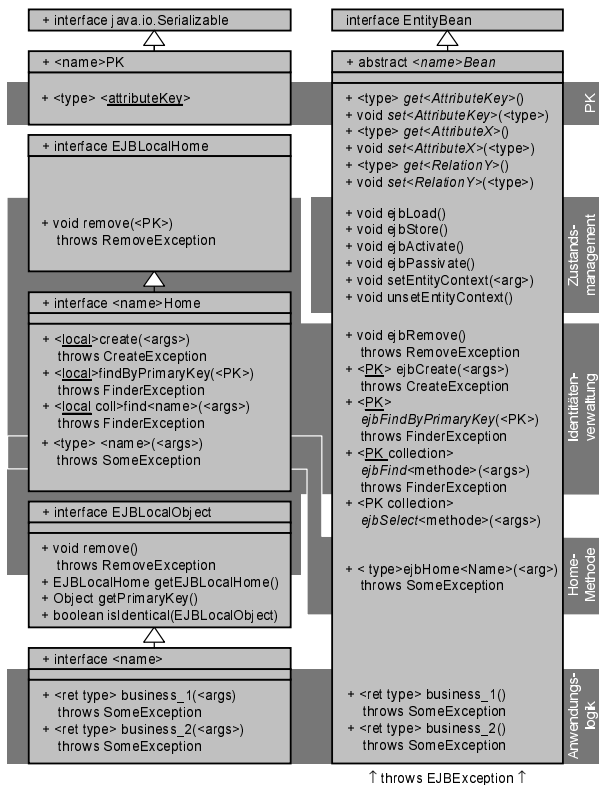 + interface java.io.Serializable
+ <name>PK
+ <type> <attributeKey>
+ interface EJBLocalHome
+ void remove(<PK>)
throws RemoveException
+ interface <name>Home
+ <local>create(<args>)
throws CreateException
+ <local>findByPrimaryKey(<PK>)
throws FinderException
+ <local coll>find<name>(<args>)
throws FinderException
+ <type> <name>(<args>)
throws SomeException
+ interface EJBLocalObject
+ void remove()
throws RemoveException
+ EJBLocalHome getEJBLocalHome()
+ Object getPrimaryKey()
+ boolean isIdentical(EJBLocalObject)
+ interface <name>
+ <ret type> business_1(<args)
throws SomeException
+ <ret type> business_2(<args>)
throws SomeException
interface EntityBean
+ abstract <name>Bean
+ <type> get<AttributeKey>()
+ void set<AttributeKey>(<type>)
+ <type> get<AttributeX>()
+ void set<AttributeX>(<type>)
+ <type> get<RelationY>()
+ void set<RelationY>(<type>)
+ void ejbLoad()
+ void ejbStore()
+ void ejbActivate()
+ void ejbPassivate()
+ void setEntityContext(<arg>)
+ void unsetEntityContext()
+ void ejbRemove()
throws RemoveException
+ <PK> ejbCreate(<args>)
throws CreateException
+ <PK>
ejbFindByPrimaryKey(<PK>)
throws FinderException
+ <PK collection>
ejbFind<methode>(<args>)
throws FinderException
+ <PK collection>
ejbSelect<methode>(<args>)
+ < type>ejbHome<Name>(<arg>)
throws SomeException
+ <ret type> business_1()
throws SomeException
+ <ret type> business_2()
throws SomeException
↑ throws EJBException ↑
PK
Zustands-
management
Identitäten-
verwaltung
Home-
Methode
Anwendungs-
logik